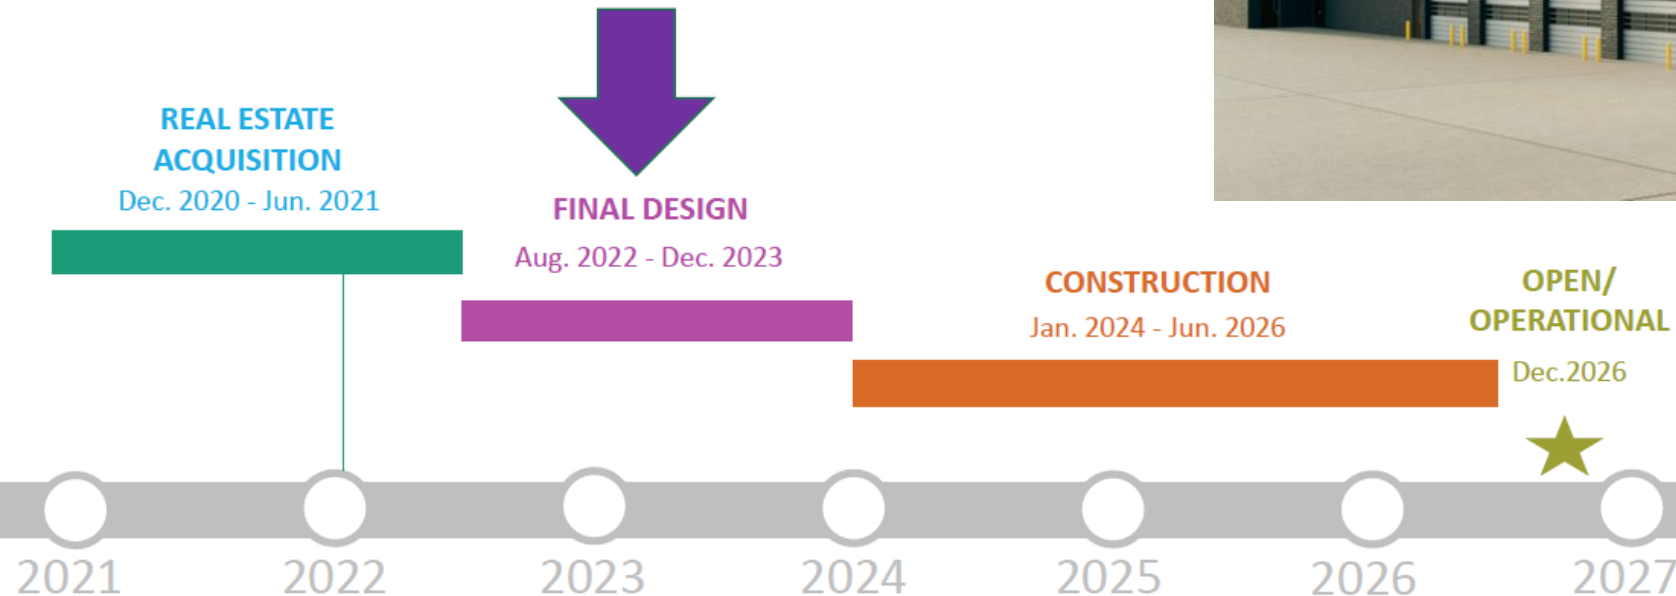 REAL ESTATE
ACQUISITION
Dec. 2020 - Jun. 2021
FINAL DESIGN
Aug. 2022 - Dec. 2023
CONSTRUCTION
Jan. 2024 - Jun. 2026
OPEN/
OPERATIONAL
Dec.2026
2021
2022
2023
2024
2025
2026
2027